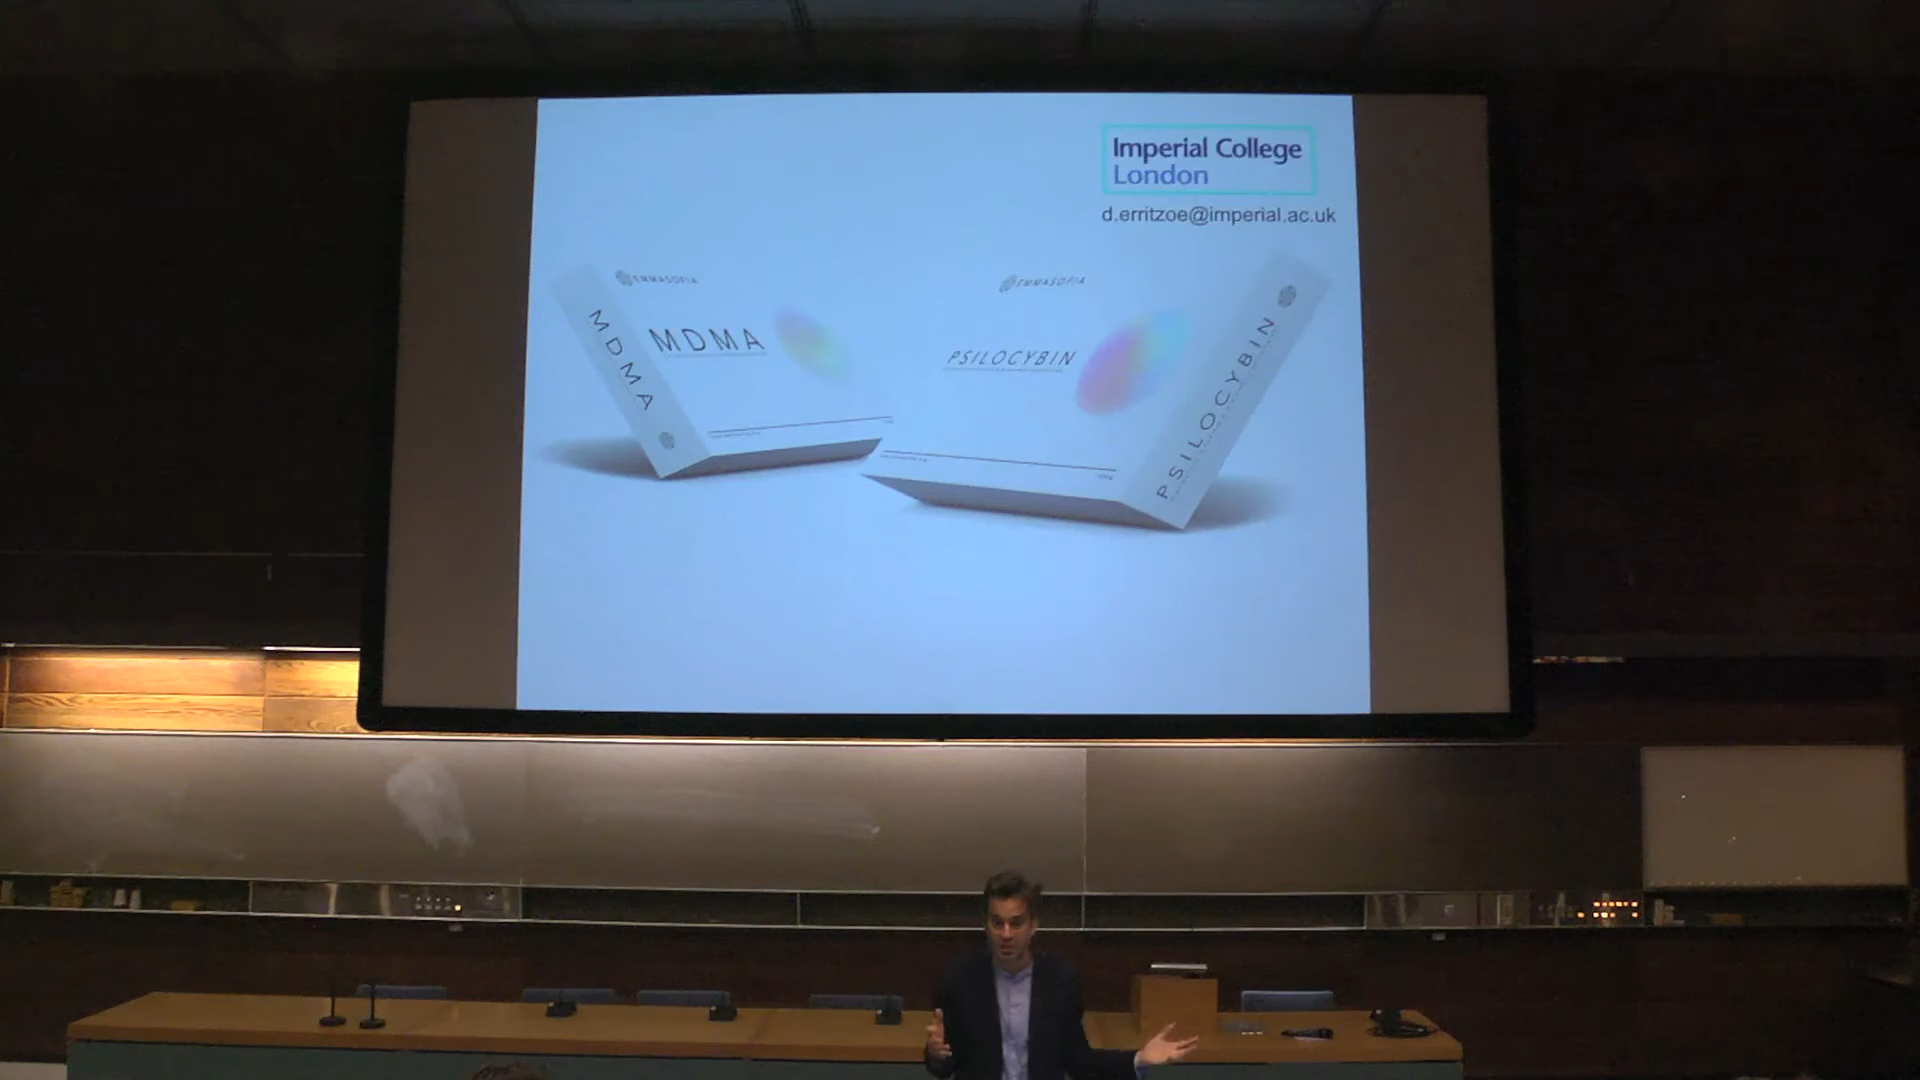 Imperial College
London
d.erritzoe@imperial.ac.uk
EMMASOFIA
MDMA
MDMA
EMMASOFIA
PSILOCYBIN
PSILOCYBIN